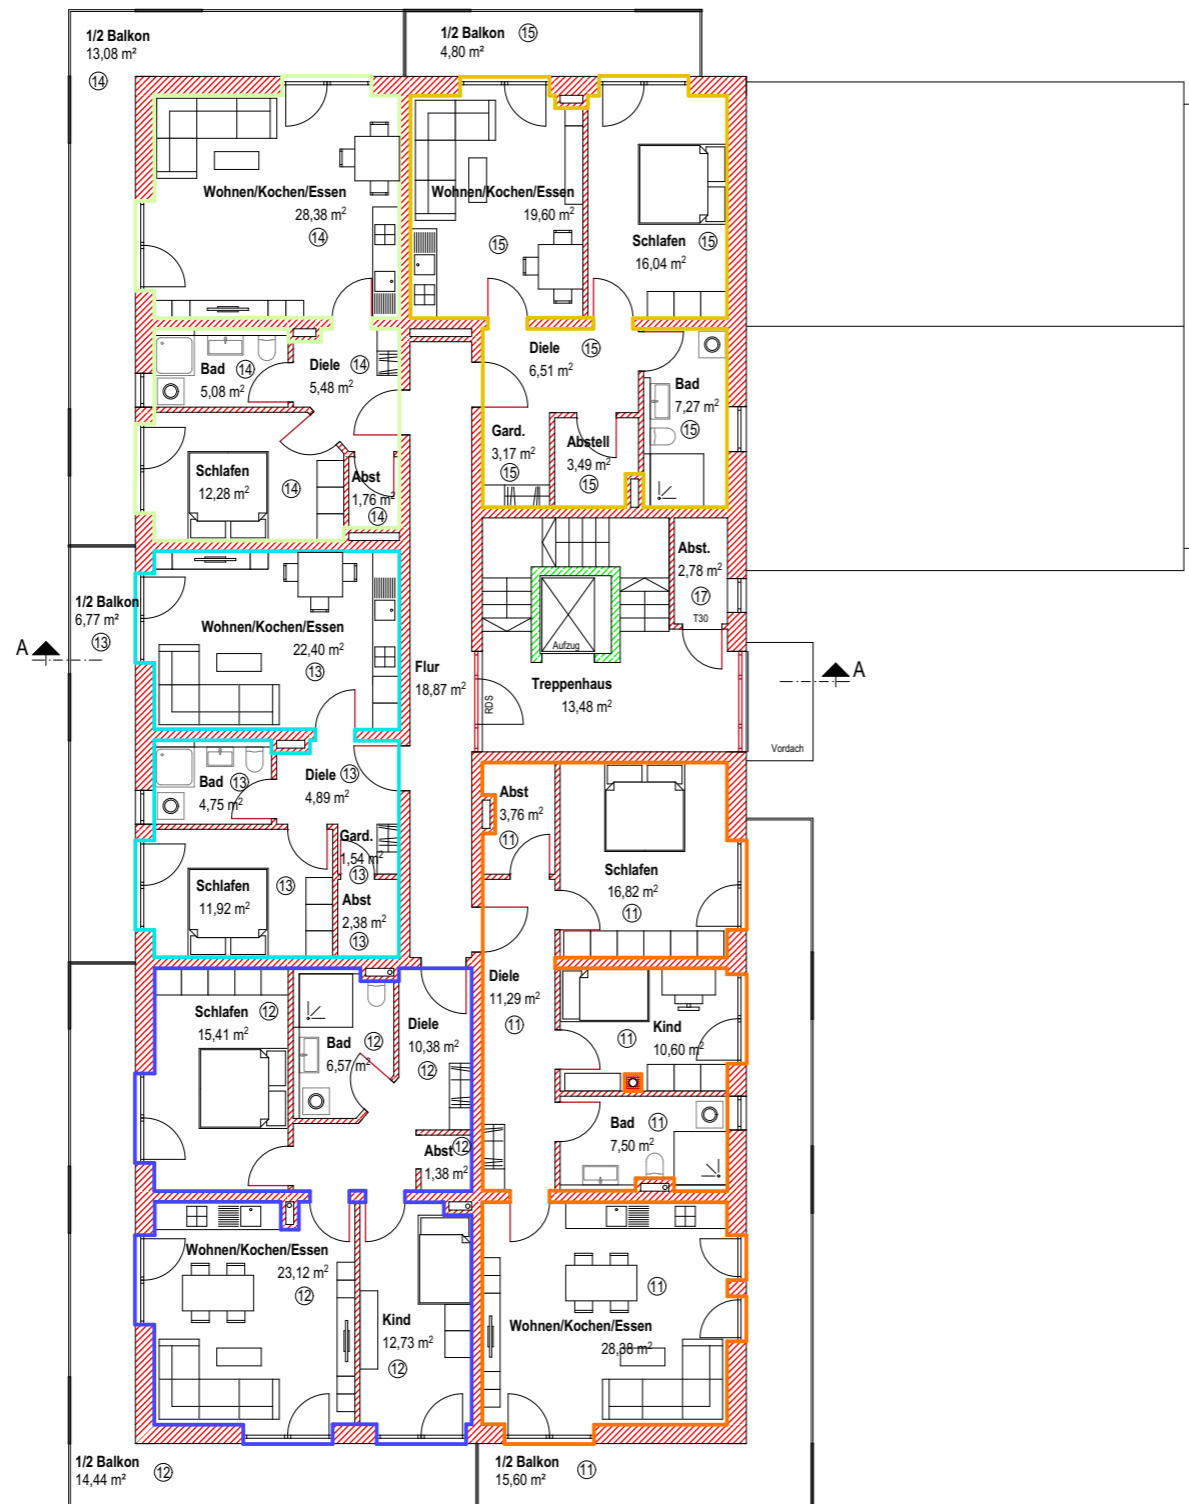 1/2 Balkon
13,08 m²
14
1/2 Balkon 15
4,80 m²
Wohnen/Kochen/Essen
28,38 m²
14
Wohnen/Kochen/Essen
19,60 m²
15
Schlafen 15
16,04 m²
Bad 14
5,08 m²
Diele 14
5,48 m²
Diele 15
6,51 m²
Bad
7,27 m²
15
Gard.
3,17 m²
15
Abstell
3,49 m²
15
Schlafen
12,28 m² 14
Abst
1,76 m²
14
Abst.
2,78 m²
17
T30
1/2 Balkon
6,77 m²
13
Wohnen/Kochen/Essen
22,40 m²
13
Aufzug
A
A
Flur
18,87 m²
Treppenhaus
13,48 m²
RDS
Vordach
Bad 13
4,75 m²
Diele 13
4,89 m²
Abst
3,76 m²
11
Gard.
1,54 m²
13
Schlafen 13
11,92 m²
Abst
2,38 m²
13
Schlafen
16,82 m²
11
Diele
11,29 m²
11
Schlafen 12
15,41 m²
Bad 12
6,57 m²
Diele
10,38 m²
12
Kind
11 10,60 m²
Bad 11
7,50 m²
Abst 12
1,38 m²
Wohnen/Kochen/Essen
23,12 m²
12
Kind
12,73 m²
12
11
Wohnen/Kochen/Essen
28,38 m²
1/2 Balkon
14,44 m² 12
1/2 Balkon
15,60 m² 11